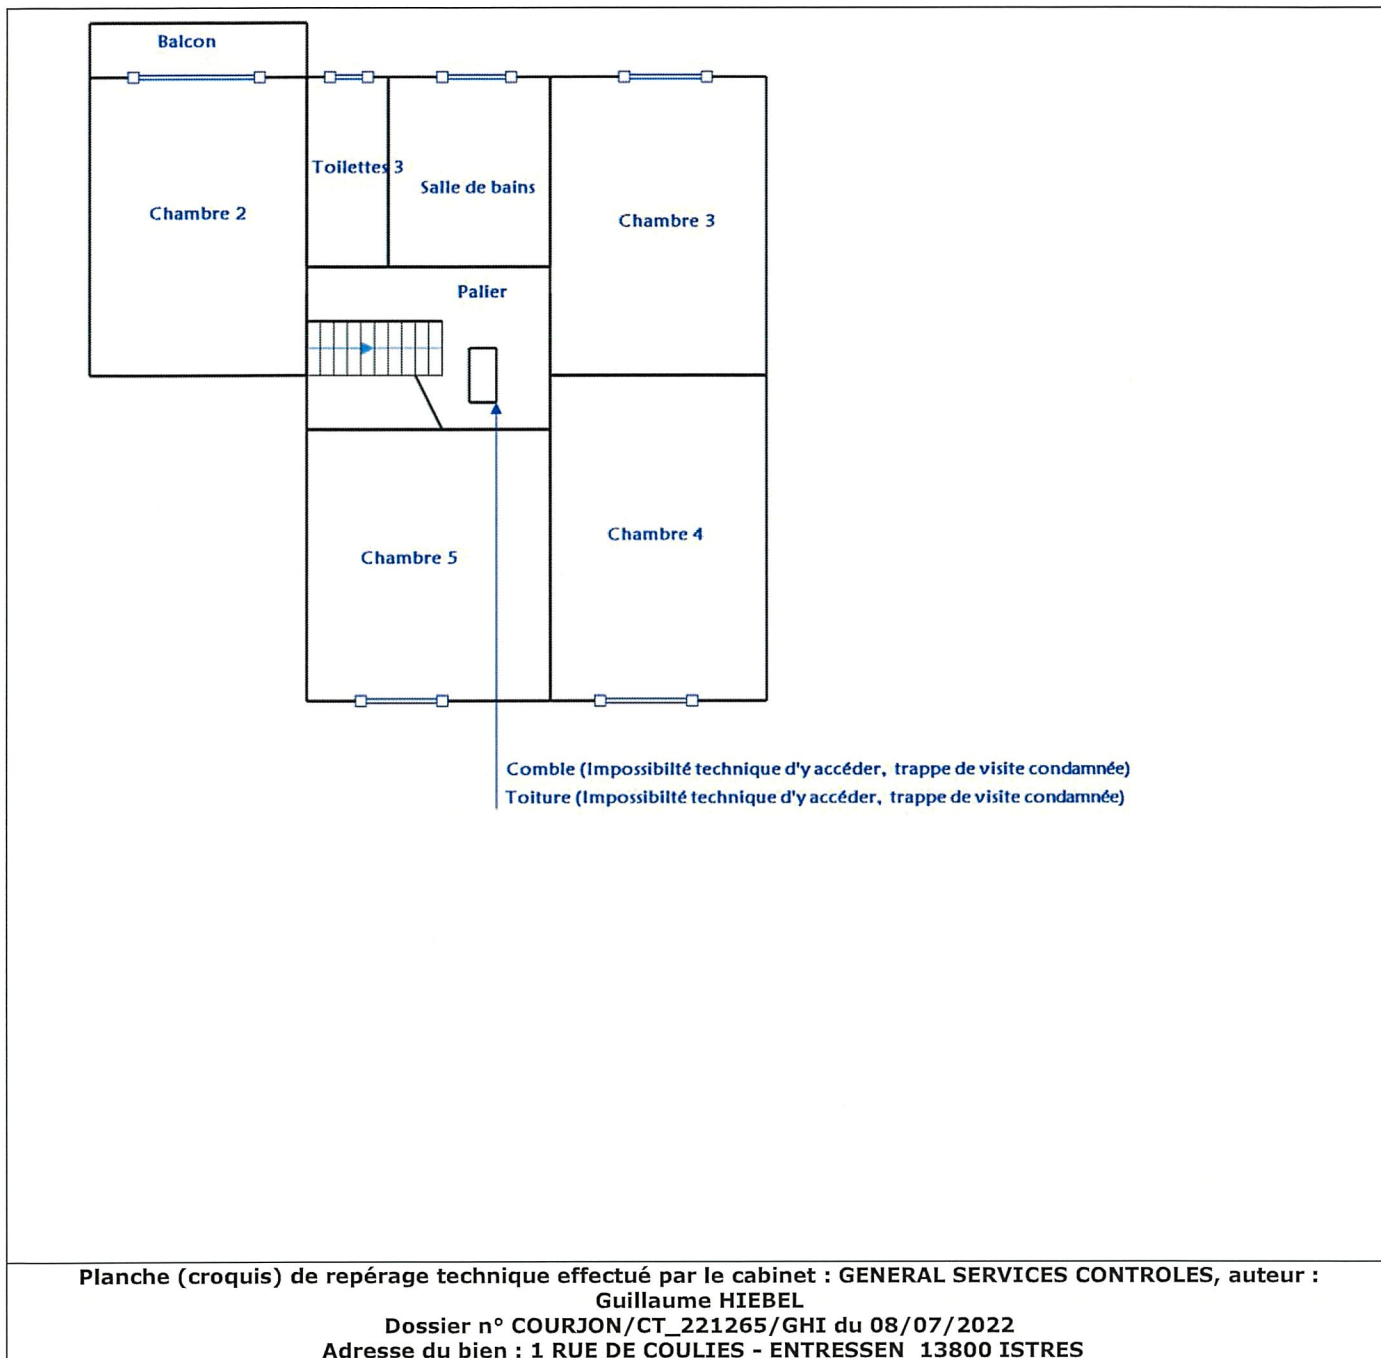 Balcon
Toilettes 3
Salle de bains
Chambre 2
Chambre 3
Palier
Chambre 4
Chambre 5
Comble (Impossibilté technique d'y accéder, trappe de visite condamnée)
Toiture (Impossibilté technique d'y accéder, trappe de visite condamnée)
Planche (croquis) de repérage technique effectué par le cabinet : GENERAL SERVICES CONTROLES, auteur :
Guillaume HIEBEL
Dossier n° COURJON/CT_221265/GHI du 08/07/2022
Adresse du bien : 1 RUE DE COULIES - ENTRESSEN 13800 ISTRES